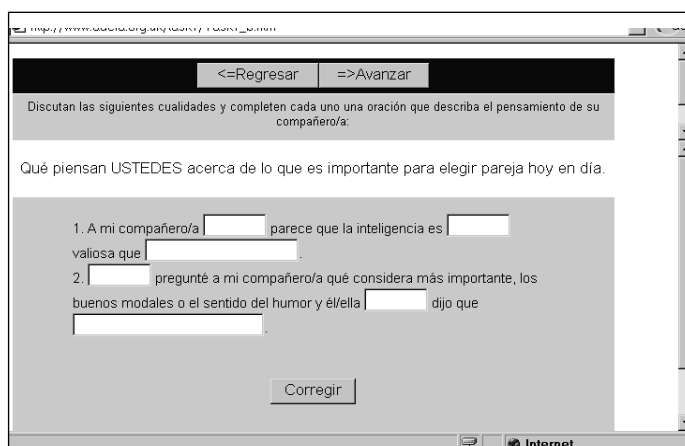 <=Regresar =>Avanzar
Discutan las siguientes cualidades y completen cada uno una oración que describa el pensamiento de su
compañero/a:
Qué piensan USTEDES acerca de lo que es importante para elegir pareja hoy en día.
1. A mi compañero/a parece que la inteligencia es
valiosa que .
2. pregunté a mi compañero/a qué considera más importante, los
buenos modales o el sentido del humor y él/ella dijo que
.
Corregir
Internet